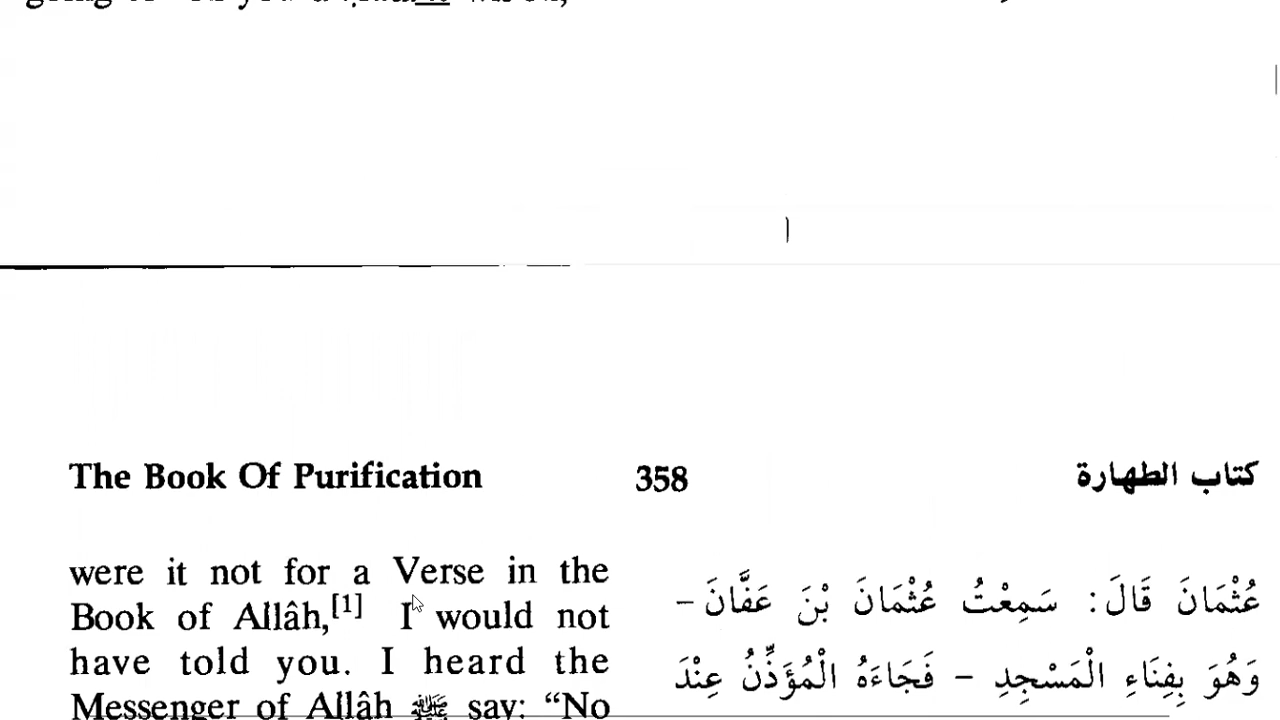 The Book Of Purification 358 كتاب الطهارة
were it not for a Verse in the
Book of Allâh,[1] I would not
have told you. I heard the
Messenger of Allâh ﷺ say: “No
عُثْمَانَ قَالَ: سَمِعْتُ عُثْمَانَ بْنَ عَفَّانَ -
وَهُوَ بِفِنَاءِ الْمَسْجِدِ - فَجَاءَهُ الْمُؤَذِّنُ عِنْدَ